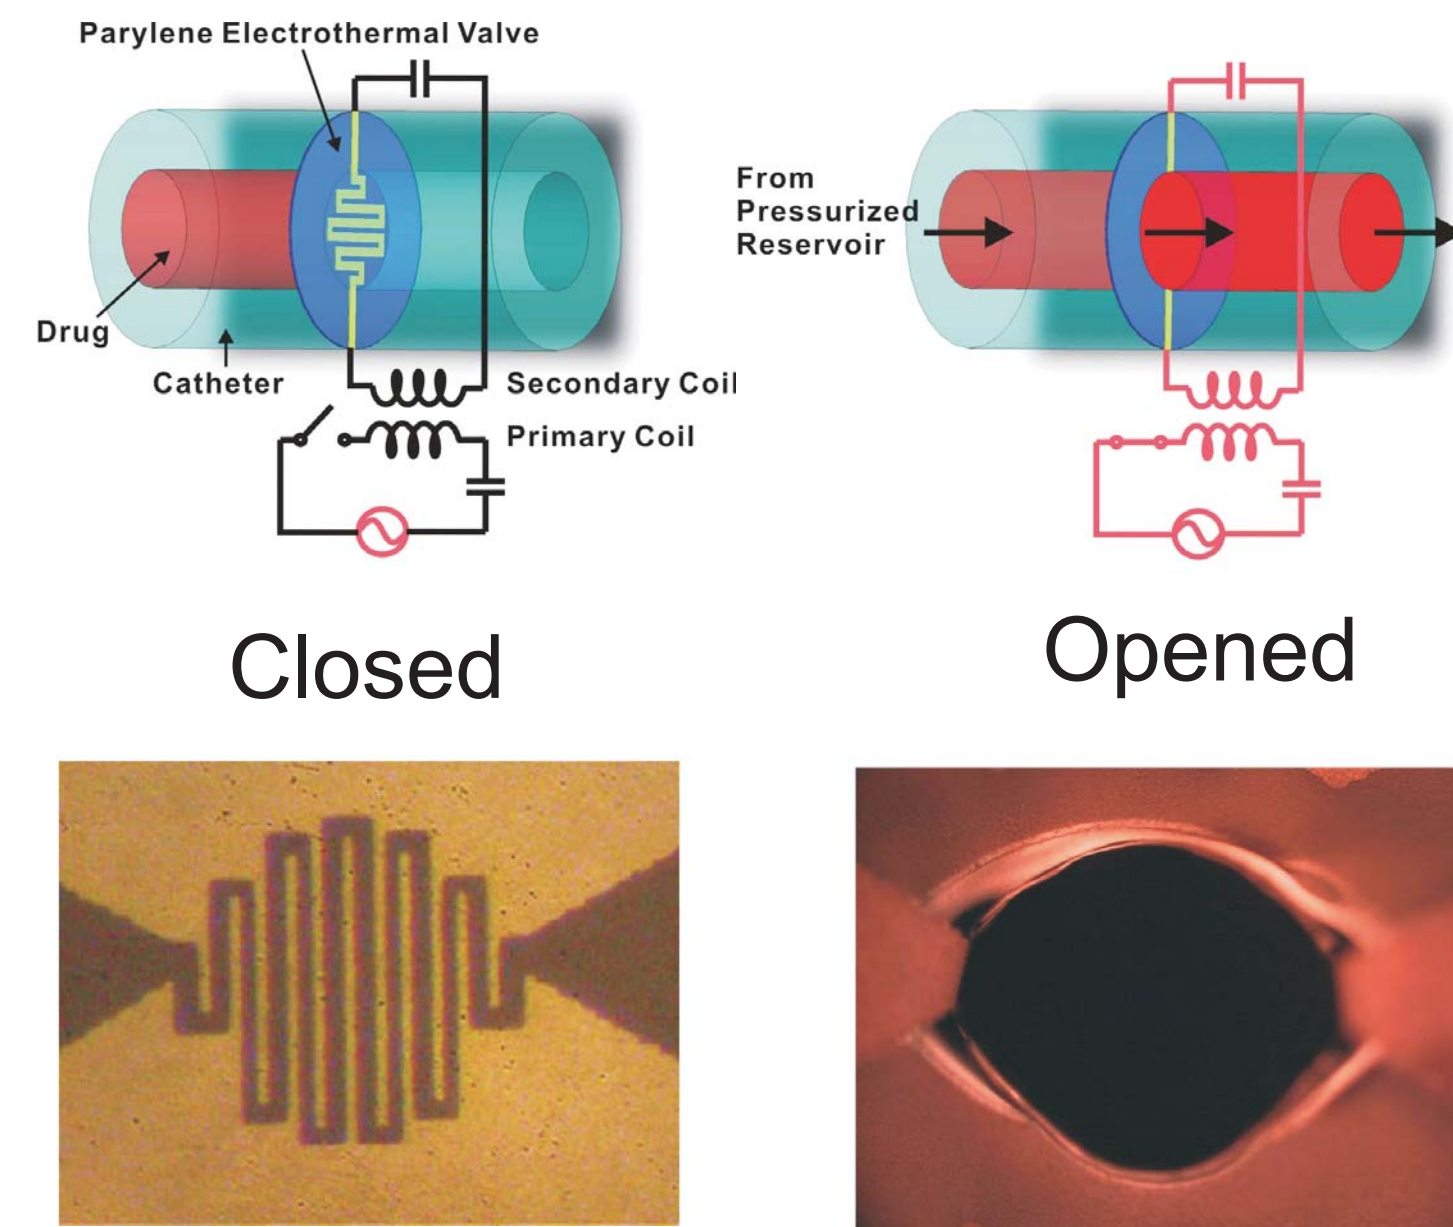 Parylene Electrothermal Valve
Drug
Catheter
Secondary Coil
Primary Coil
From
Pressurized
Reservoir
Closed
Opened